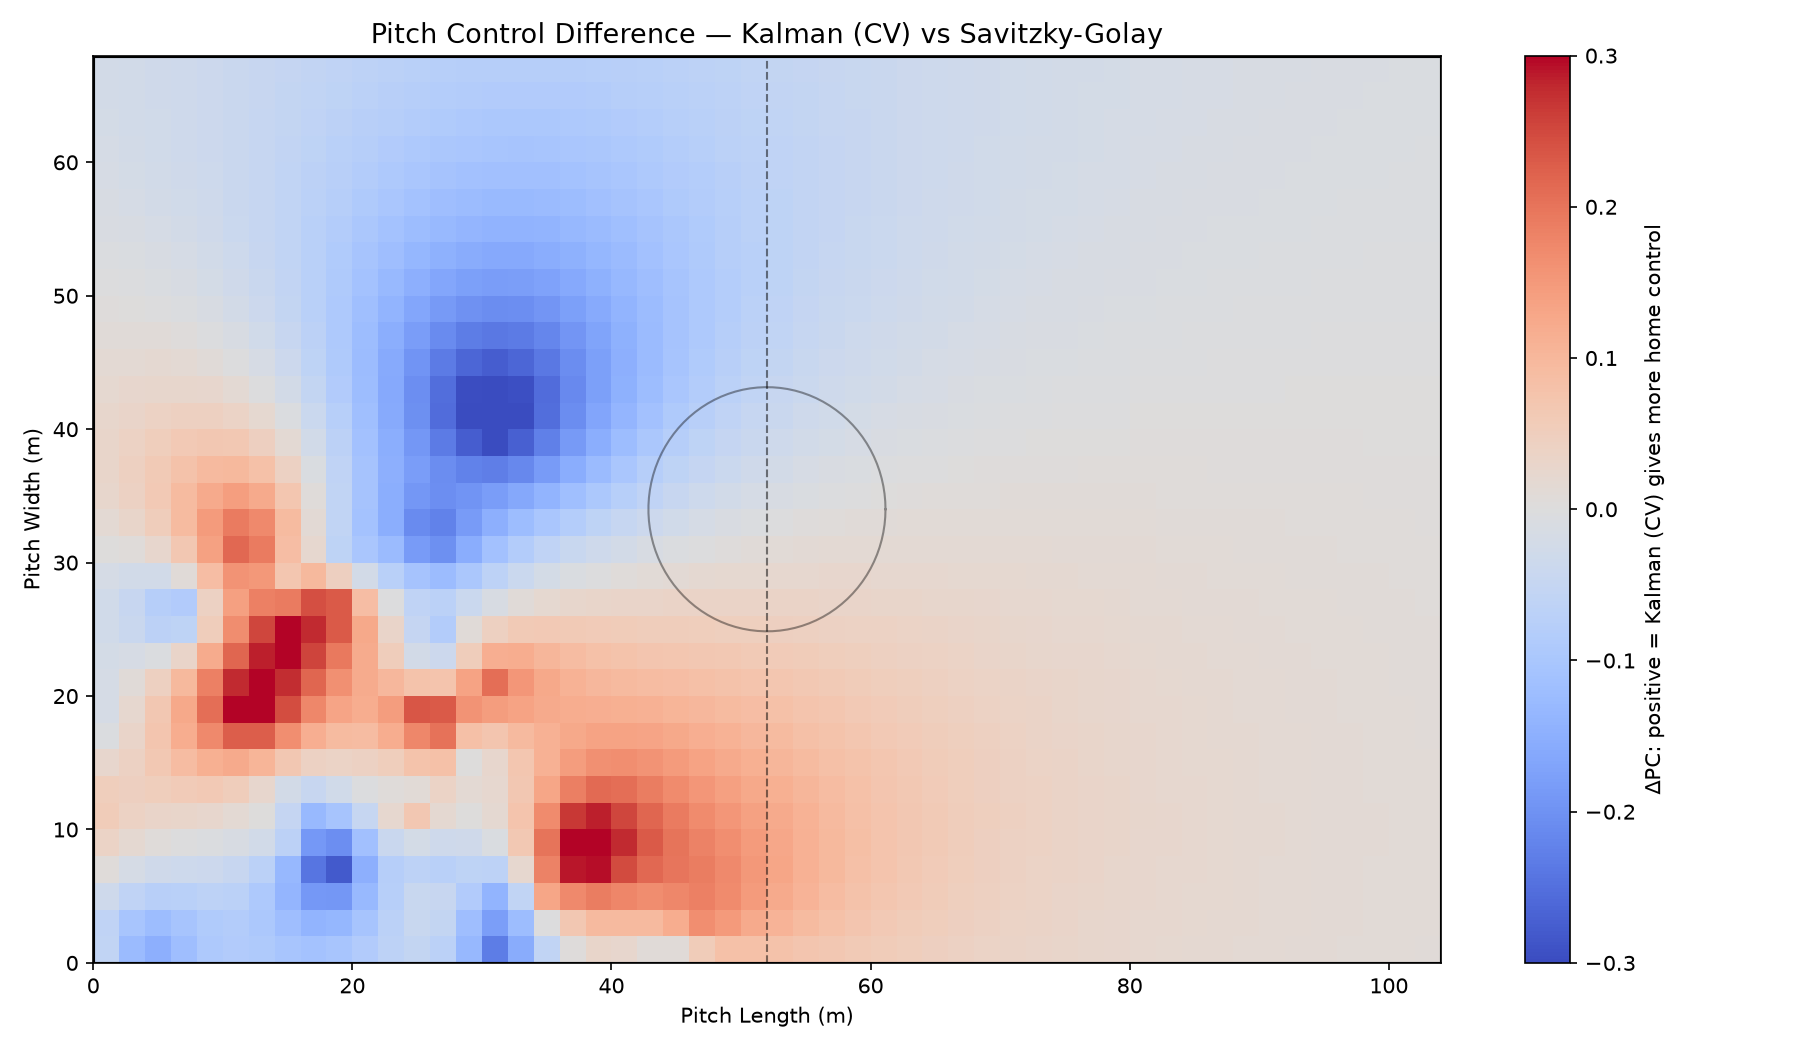 Pitch Control Difference — Kalman (CV) vs Savitzky-Golay
60
50
40
30
20
10
0
Pitch Width (m)
0 20 40 60 80 100
Pitch Length (m)
0.3
0.2
0.1
0.0
−0.1
−0.2
−0.3
ΔPC: positive = Kalman (CV) gives more home control